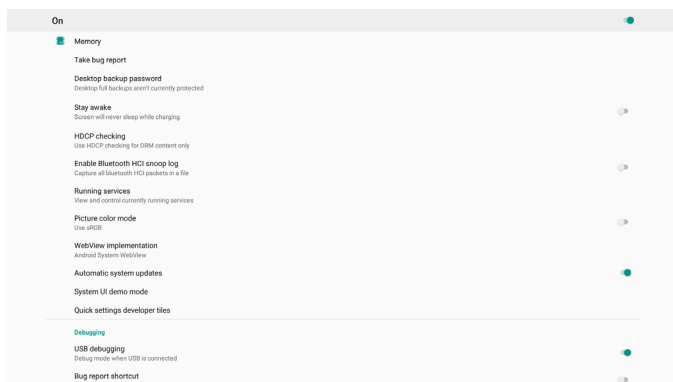 On
Memory
Take bug report
Desktop backup password
Desktop full backups aren't currently protected
Stay awake
Screen will never sleep while charging
HDCP checking
Use HDCP checking for DRM content only
Enable Bluetooth HCI snoop log
Capture all bluetooth HCI packets in a file
Running services
View and control currently running services
Picture color mode
Use sRGB
WebView implementation
Android System WebView
Automatic system updates
System UI demo mode
Quick settings developer tiles
Debugging
USB debugging
Debug mode when USB is connected
Bug report shortcut